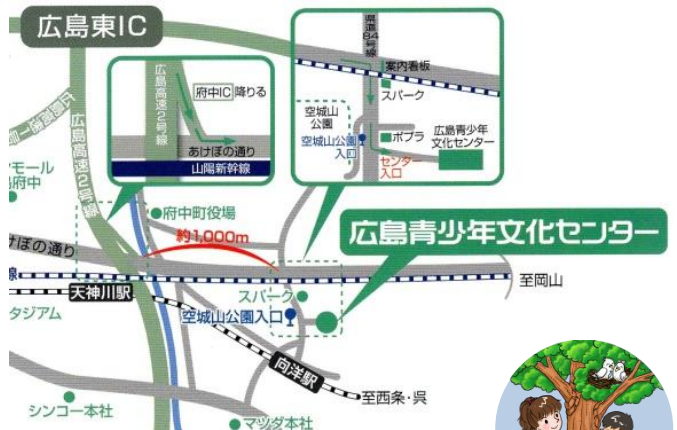 広島東IC
広島高速2号線
府中IC 降りる
あけぼの通り
山陽新幹線
県道84号線
案内看板
スパーク
空城山
公園
空城山公園
入口
ポプラ
広島青少年
文化センター
センター
入口
広島高速1号線
広島高速2号線
モール
府中
府中町役場
約1,000m
広島青少年文化センター
けぼの通り
線
至岡山
天神川駅
タジアム
スパーク
空城山公園入口
向洋駅
至西条・呉
シンコー本社
マツダ本社